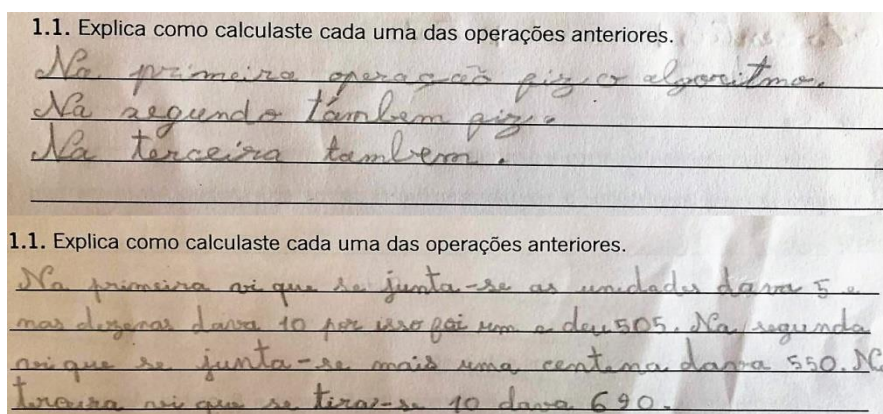 1.1. Explica como calculaste cada uma das operações anteriores.
Na primeira operação fiz o algoritmo.
Na segundo támbem fiz.
Na terceira tambem.
1.1. Explica como calculaste cada uma das operações anteriores.
Na primeira vi que se junta-se as unidades dava 5 e
nas dezenas dava 10 por isso foi um e deu 505. Na segunda
vi que se junta-se mais uma centena dava 550. Na
terceira vi que se tira-se 10 dava 690.